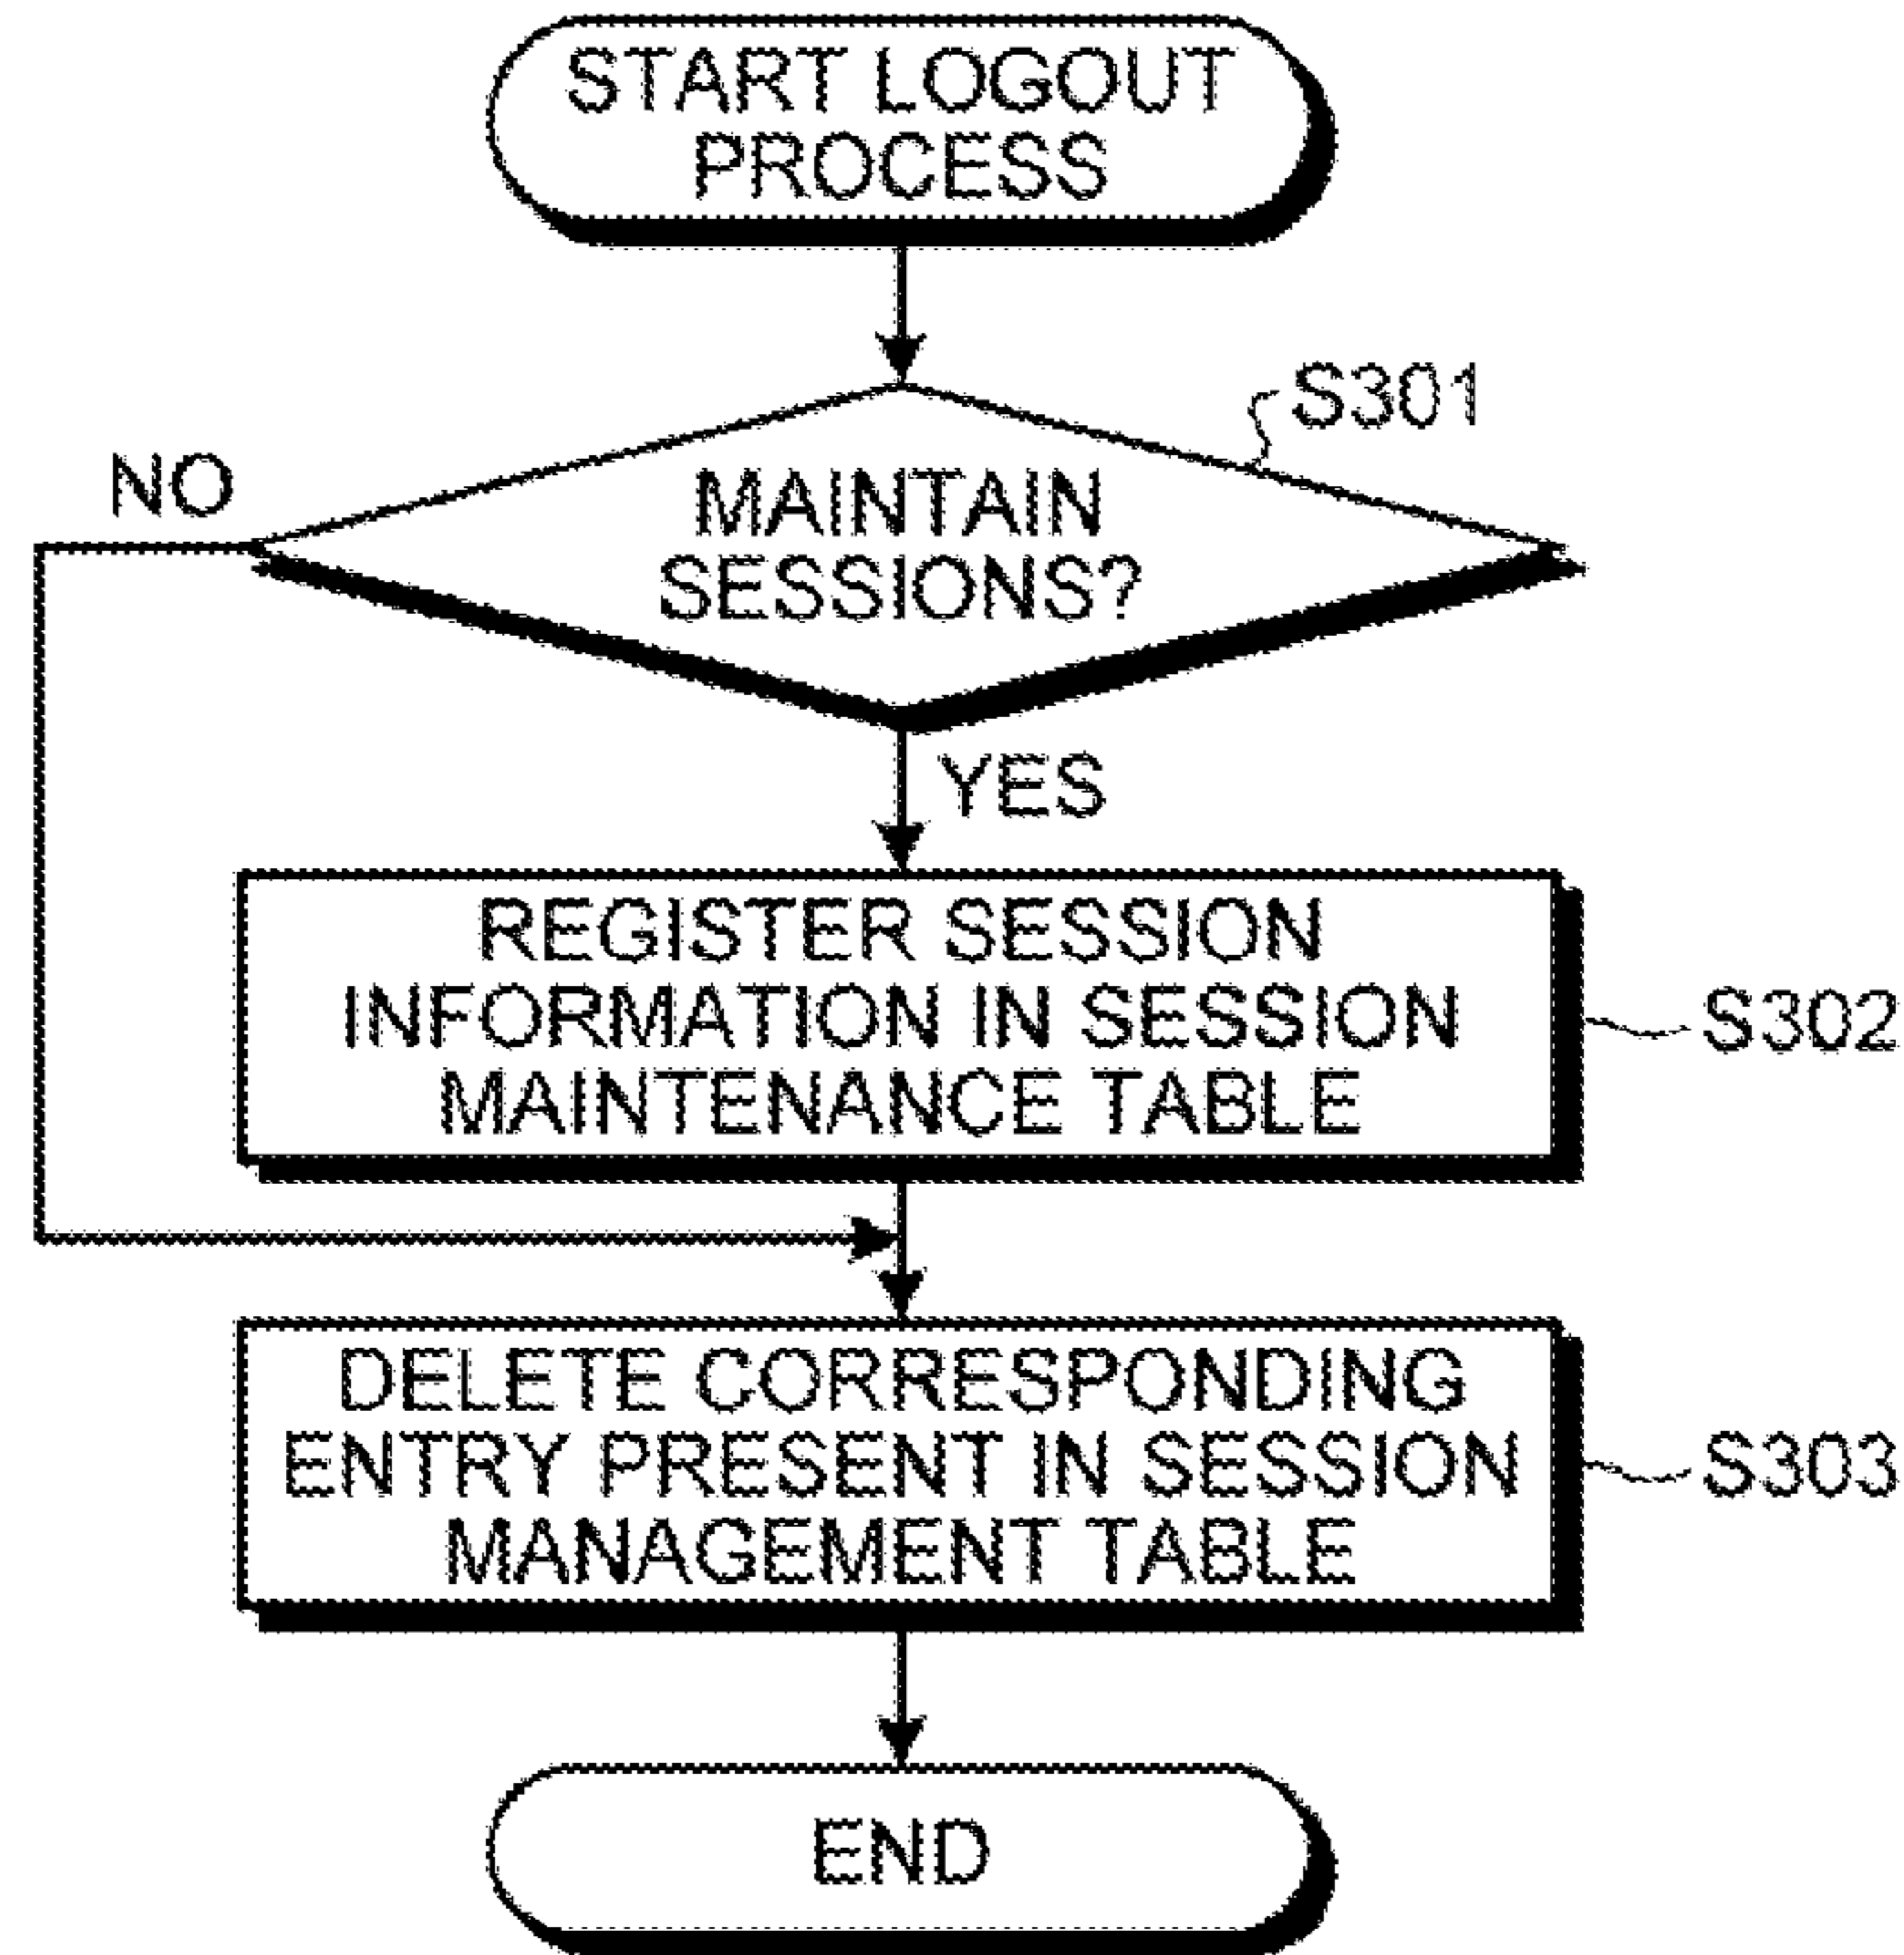 START LOGOUT
PROCESS
S301
NO
MAINTAIN
SESSIONS?
YES
REGISTER SESSION
INFORMATION IN SESSION
MAINTENANCE TABLE
S302
DELETE CORRESPONDING
ENTRY PRESENT IN SESSION
MANAGEMENT TABLE
S303
END